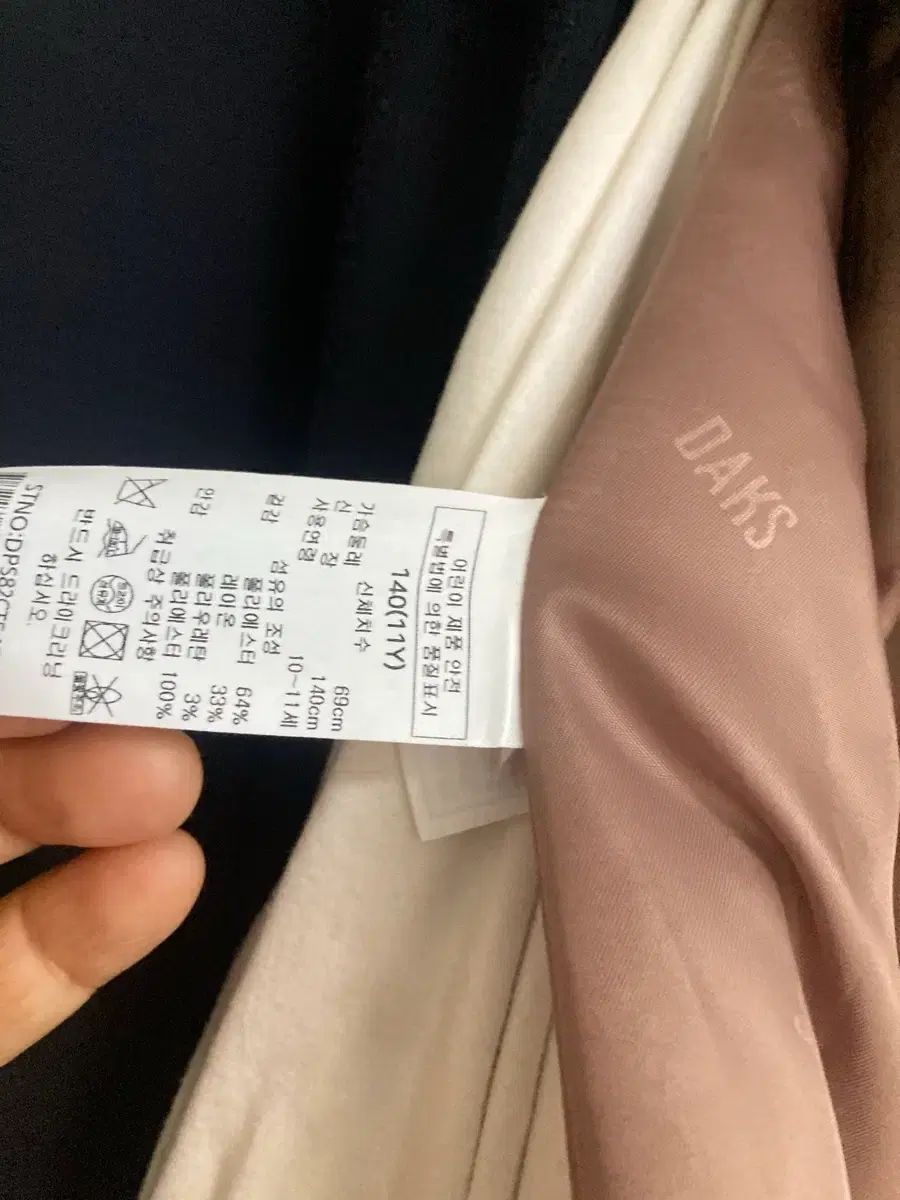 어린이 제품 안전
특별법에 의한 품질 표시
140(11Y)
신체치수
가슴둘레 69cm
신 장 140cm
사용연령 10~11세
섬유의 조성
겉감 폴리에스터 64%
레이온 33%
폴리우레탄 3%
안감 폴리에스터 100%
취급상 주의사항
반드시 드라이크리닝
하십시오.
STNO:DPS82CT
DAKS